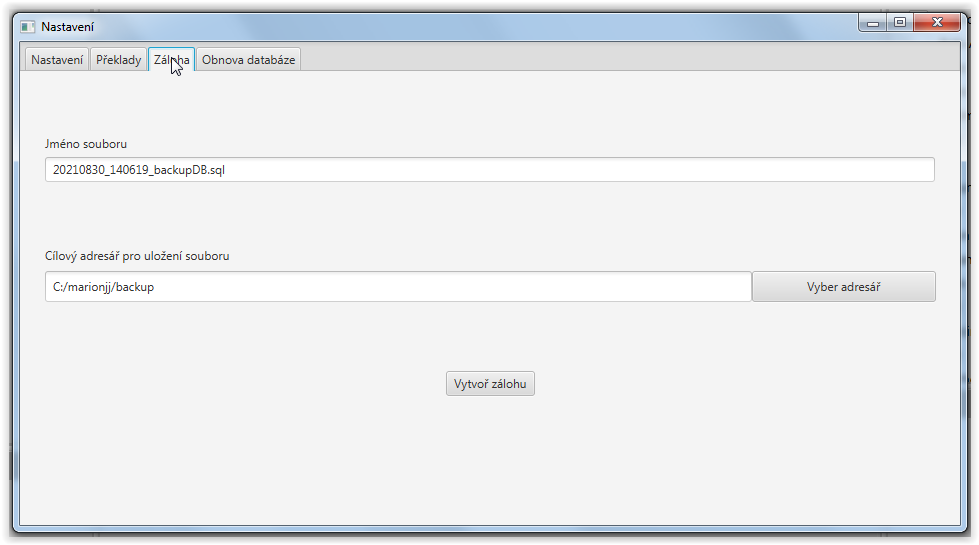 Nastavení
Nastavení Překlady Záloha Obnova databáze
Jméno souboru
20210830_140619_backupDB.sql
Cílový adresář pro uložení souboru
C:/marionjj/backup Vyber adresář
Vytvoř zálohu